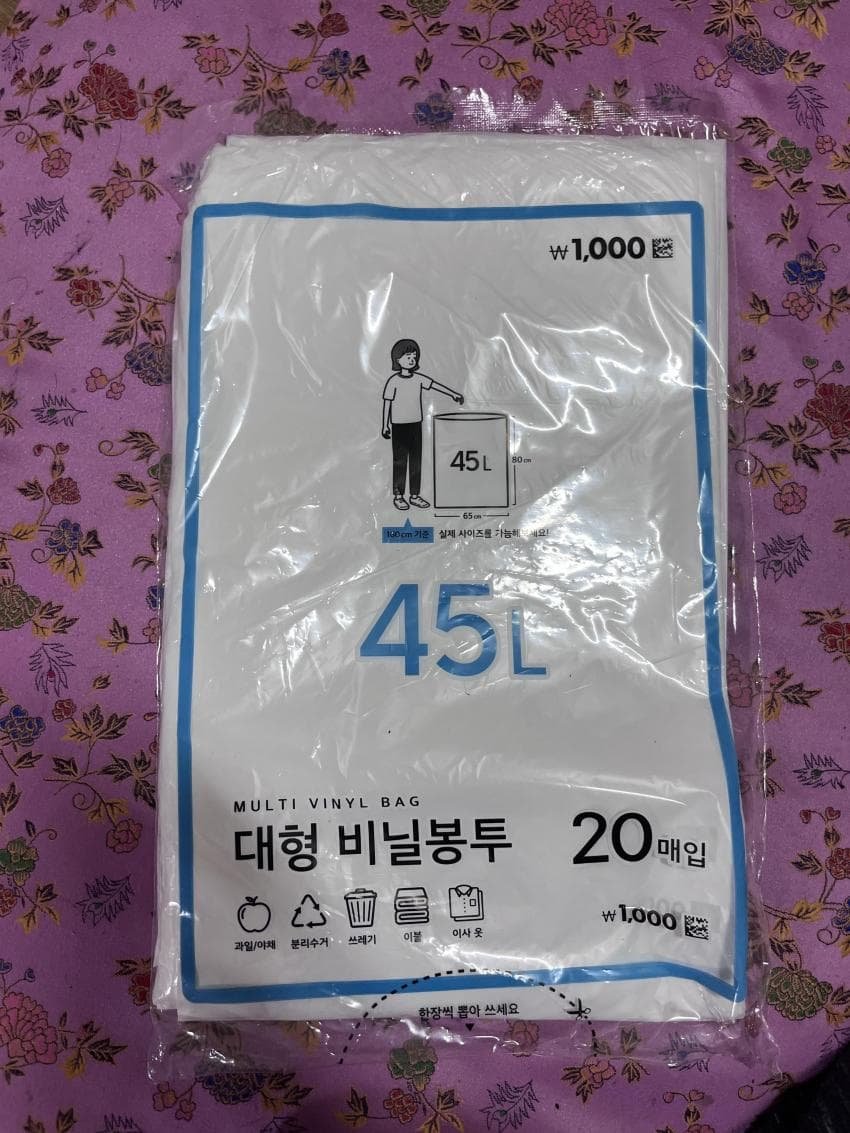 ₩1,000
45L
80cm
65cm
160cm 기준 실제 사이즈를 가늠해보세요!
45L
MULTI VINYL BAG
대형 비닐봉투 20매입
과일/야채 분리수거 쓰레기 이불 이사 옷
₩1,000
한장씩 뽑아 쓰세요